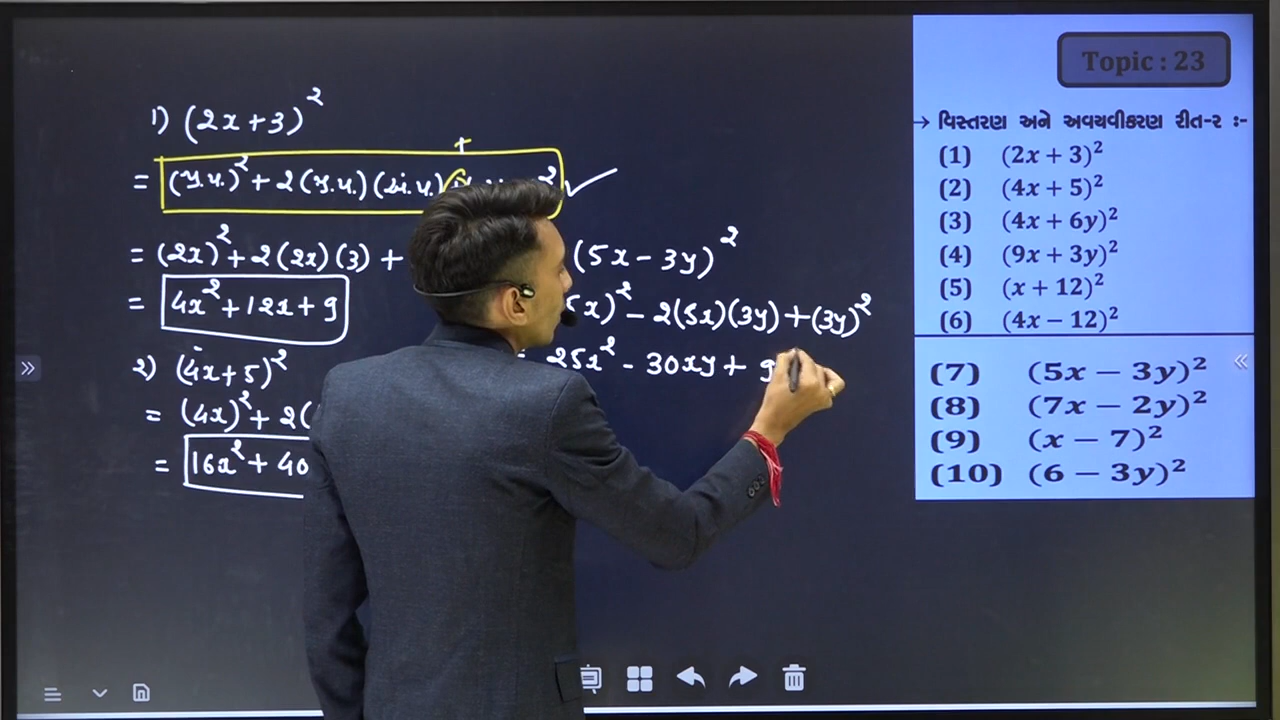 1) (2x+3)²
= (પ્ર.પ.)² + 2(પ્ર.પ.)
= (2x)² + 2(2x)(3) +
= 4x² + 12x + 9
2) (4x+5)²
= (4x)² + 2(
= 16x² + 40
(5x - 3y)²
5x)² - 2(5x)(3y) + (3y)²
= 25x² - 30xy + 9
Topic : 23
→ વિસ્તરણ અને અવયવીકરણ રીત-૨ :-
(1) (2x + 3)²
(2) (4x + 5)²
(3) (4x + 6y)²
(4) (9x + 3y)²
(5) (x + 12)²
(6) (4x − 12)²
(7) (5x − 3y)²
(8) (7x − 2y)²
(9) (x − 7)²
(10) (6 − 3y)²